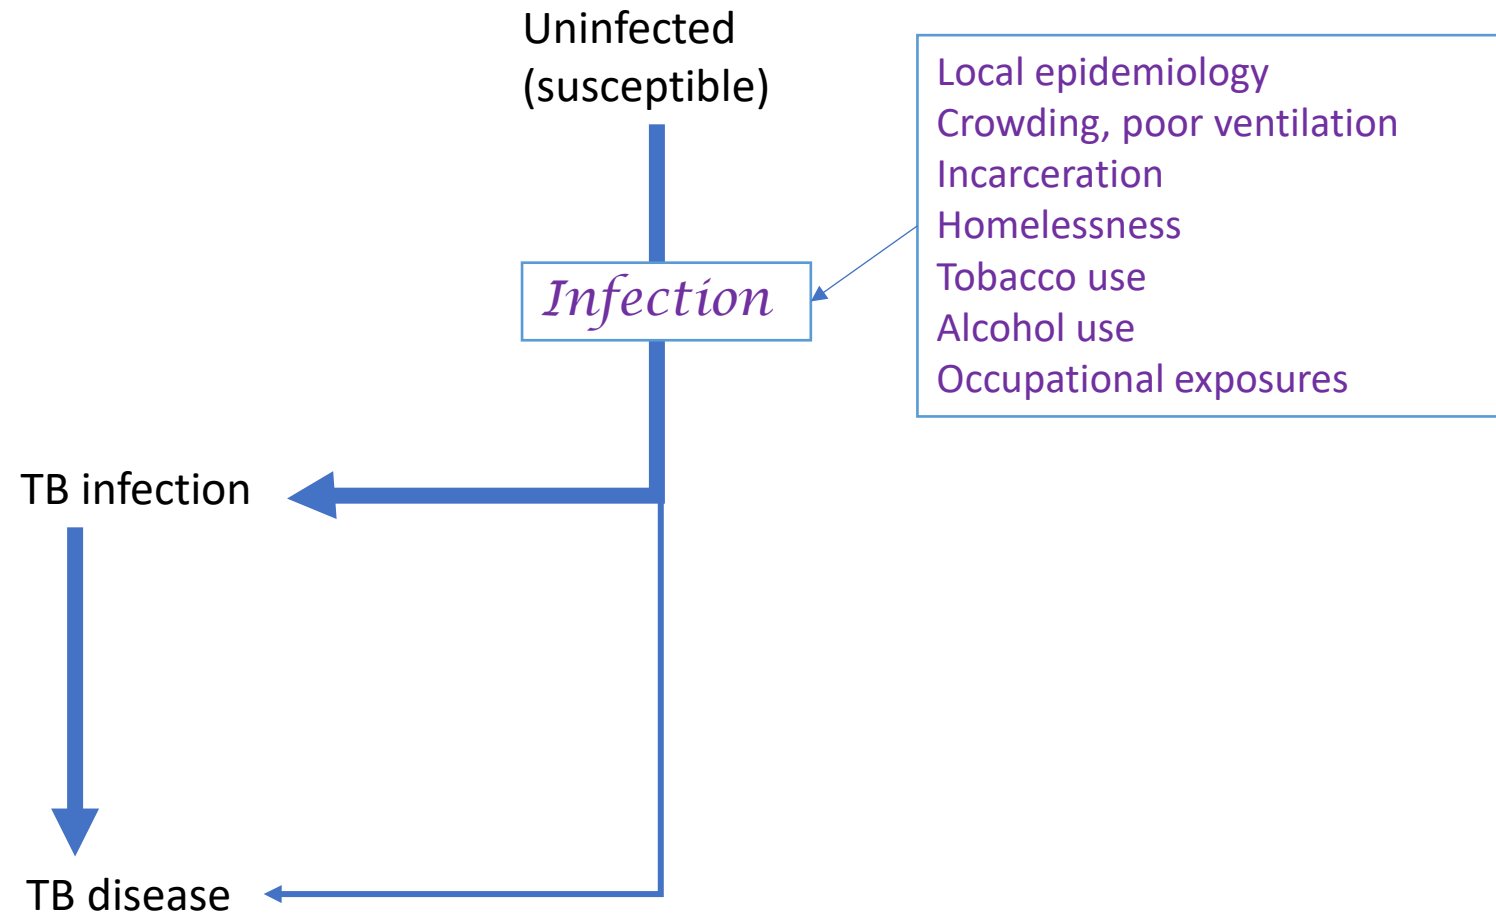 Uninfected
(susceptible)
Local epidemiology
Crowding, poor ventilation
Incarceration
Homelessness
Tobacco use
Alcohol use
Occupational exposures
Infection
TB infection
TB disease